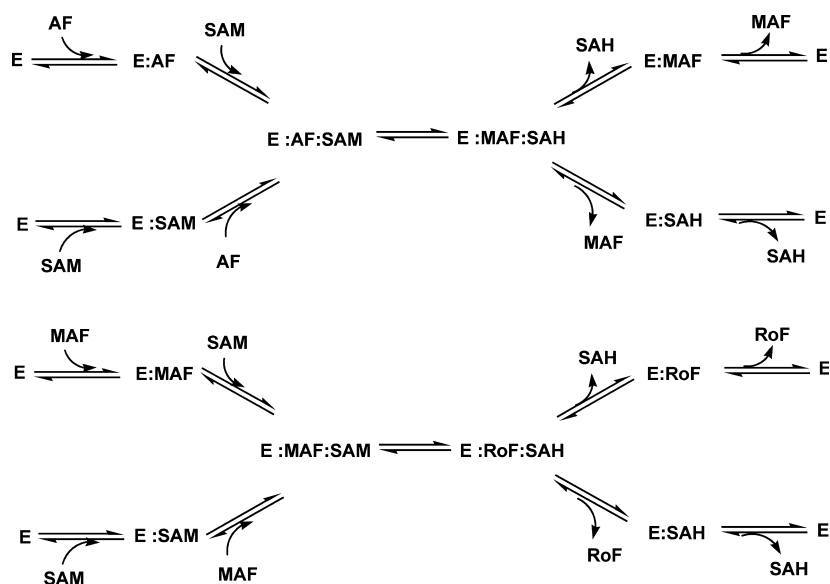 AF SAM SAH MAF
E E:AF E:MAF E
E :AF:SAM E :MAF:SAH
E E :SAM E:SAH E
SAM AF MAF SAH
MAF SAM SAH RoF
E E:MAF E:RoF E
E :MAF:SAM E :RoF:SAH
E E :SAM E:SAH E
SAM MAF RoF SAH